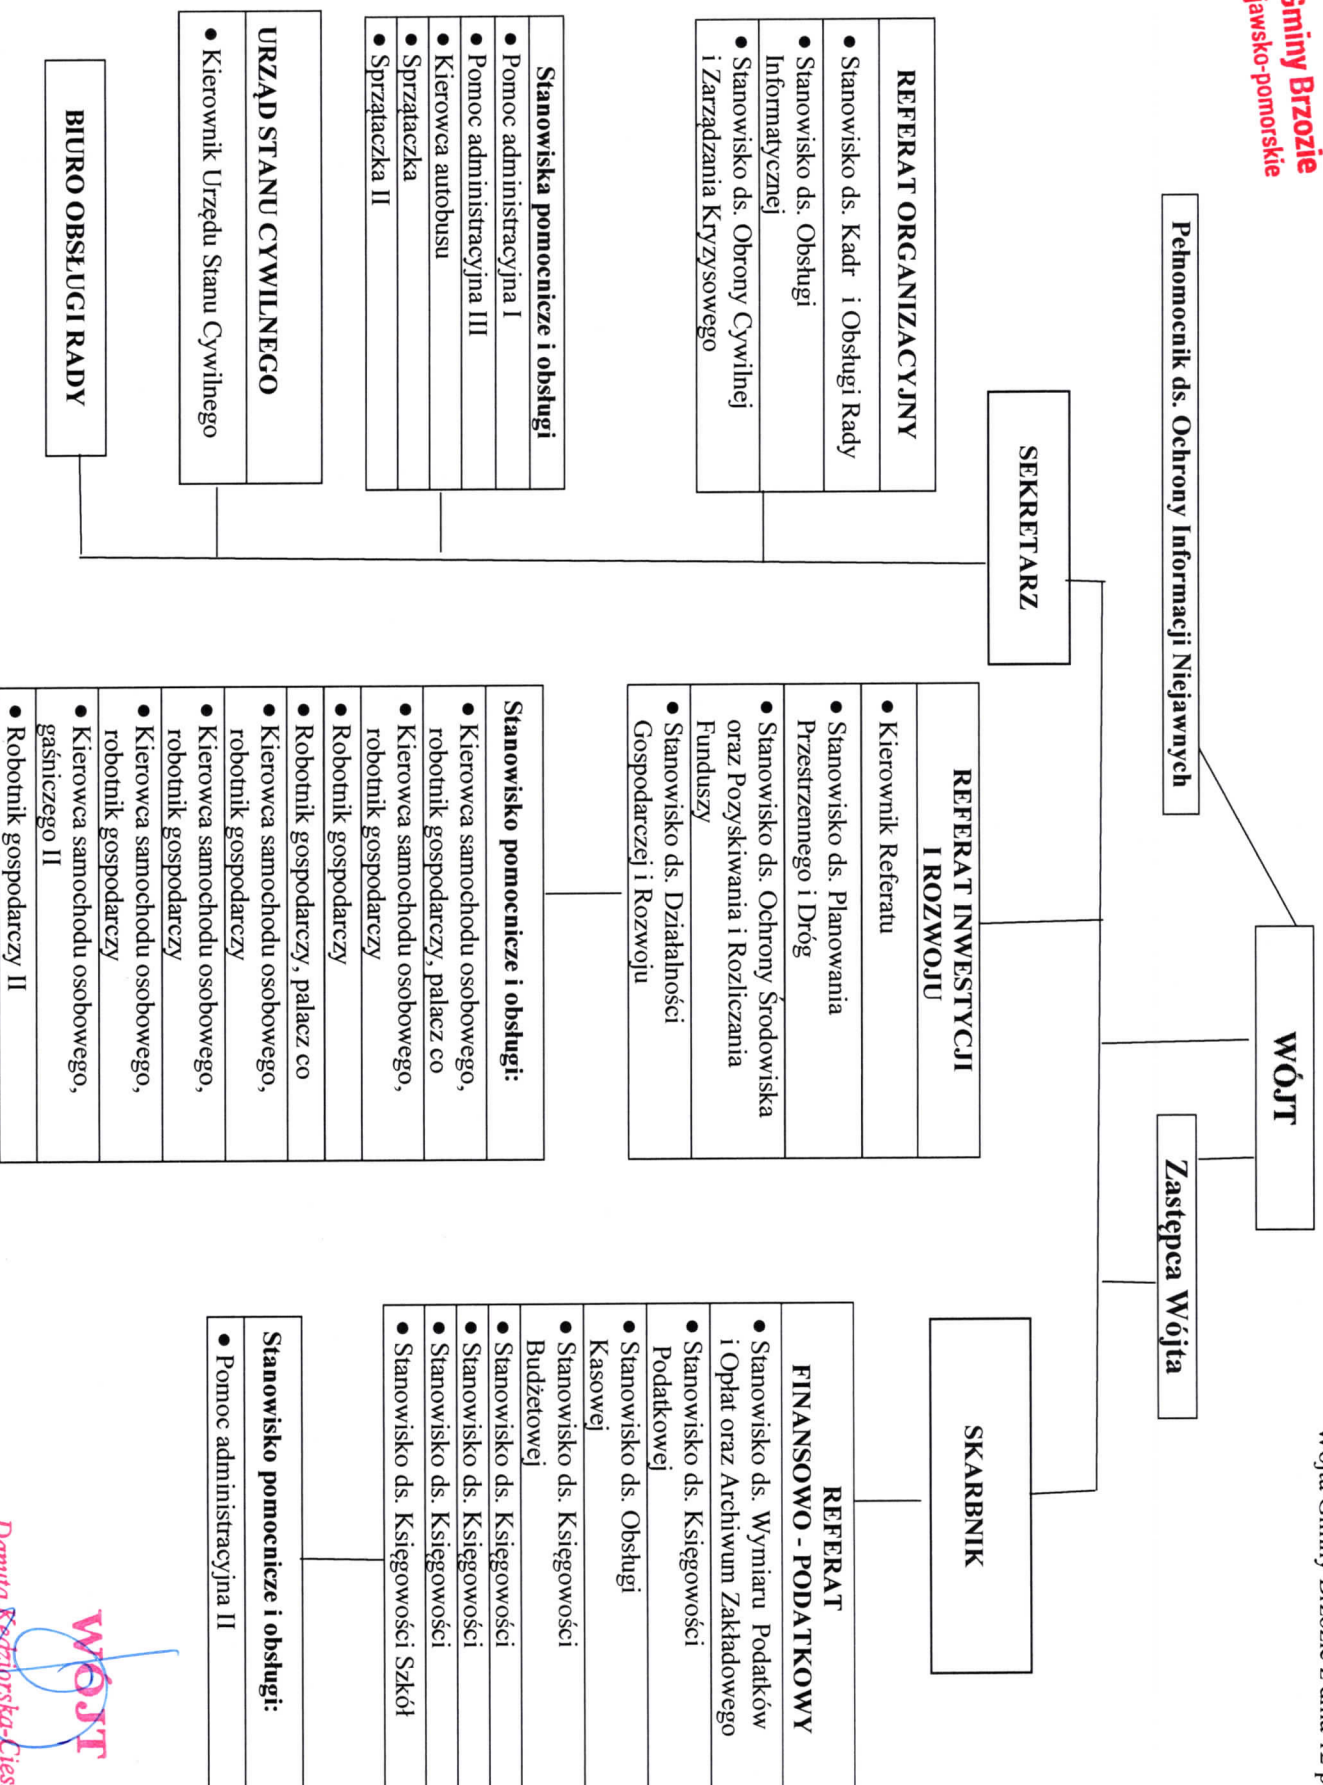 Gminy Brzozie
WÓJT
Pełnomocnik ds. Ochrony Informacji Niejawnych
Zastępca Wójta
SEKRETARZ
REFERAT ORGANIZACYJNY
• Stanowisko ds. Kadr i Obsługi Rady
• Stanowisko ds. Obsługi
Informatycznej
• Stanowisko ds. Obrony Cywilnej
i Zarządzania Kryzysowego
Stanowiska pomocnicze i obsługi
• Pomoc administracyjna I
• Pomoc administracyjna III
• Kierowca autobusu
• Sprzątaczka
• Sprzątaczka II
URZĄD STANU CYWILNEGO
• Kierownik Urzędu Stanu Cywilnego
BIURO OBSŁUGI RADY
REFERAT INWESTYCJI
I ROZWOJU
• Kierownik Referatu
• Stanowisko ds. Planowania
Przestrzennego i Dróg
• Stanowisko ds. Ochrony Środowiska
oraz Pozyskiwania i Rozliczania
Funduszy
• Stanowisko ds. Działalności
Gospodarczej i Rozwoju
Stanowisko pomocnicze i obsługi:
• Kierowca samochodu osobowego,
robotnik gospodarczy, palacz co
• Kierowca samochodu osobowego,
robotnik gospodarczy
• Robotnik gospodarczy
• Robotnik gospodarczy, palacz co
• Kierowca samochodu osobowego,
robotnik gospodarczy
• Kierowca samochodu osobowego,
robotnik gospodarczy
• Kierowca samochodu osobowego,
robotnik gospodarczy
• Kierowca samochodu osobowego,
gaśniczego II
• Robotnik gospodarczy II
SKARBNIK
REFERAT
FINANSOWO - PODATKOWY
• Stanowisko ds. Wymiaru Podatków
i Opłat oraz Archiwum Zakładowego
• Stanowisko ds. Księgowości
Podatkowej
• Stanowisko ds. Obsługi
Kasowej
• Stanowisko ds. Księgowości
Budżetowej
• Stanowisko ds. Księgowości
• Stanowisko ds. Księgowości
• Stanowisko ds. Księgowości
• Stanowisko ds. Księgowości Szkół
Stanowisko pomocnicze i obsługi:
• Pomoc administracyjna II
WÓJT
Danuta